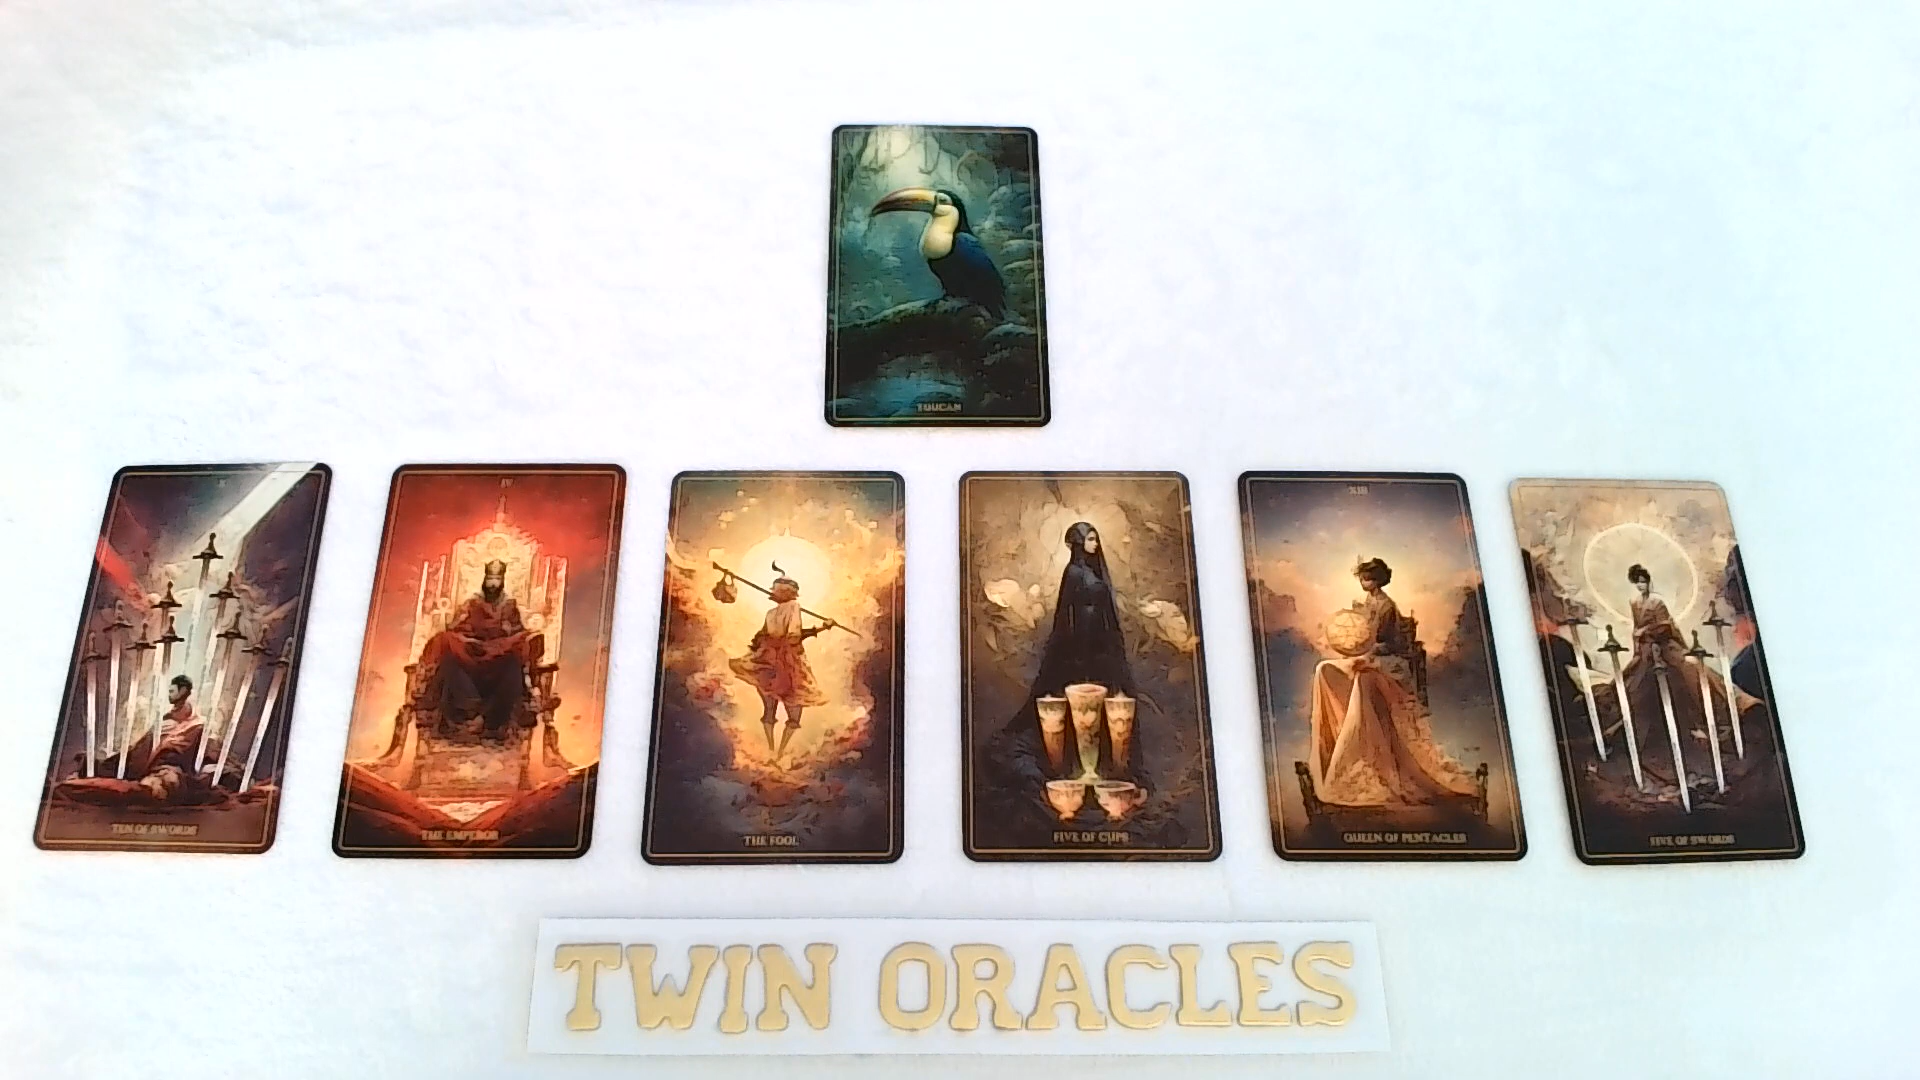 TOUCAN
X
IV
XIII
TEN OF SWORDS
THE EMPEROR
THE FOOL
FIVE OF CUPS
QUEEN OF PENTACLES
FIVE OF SWORDS
TWIN ORACLES